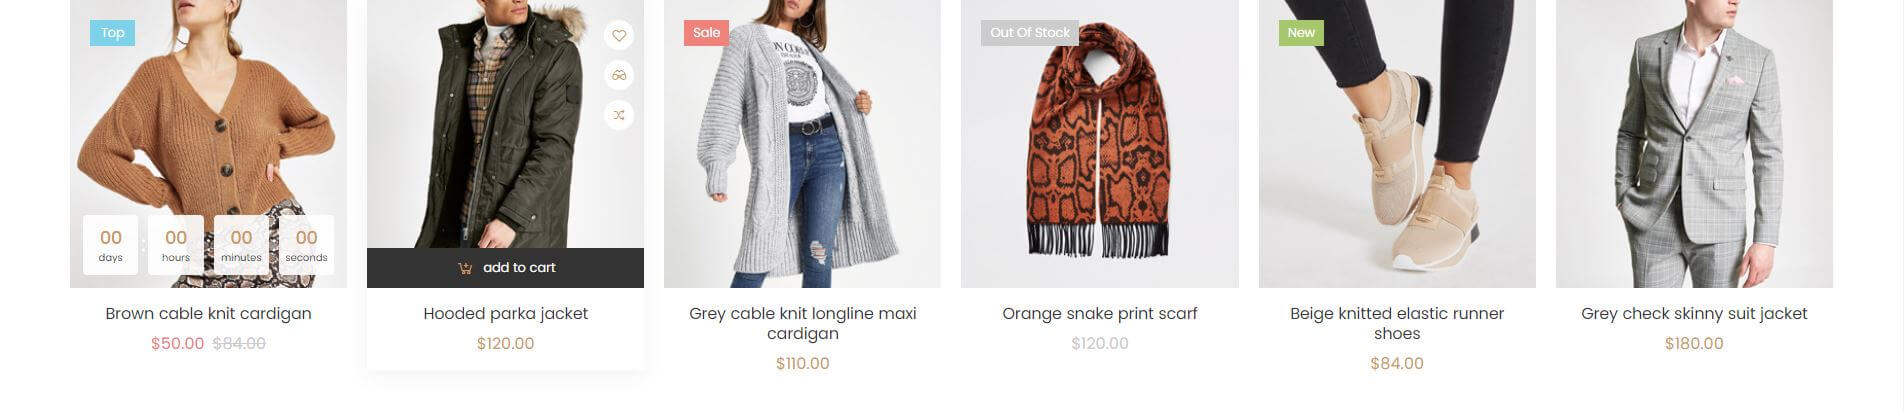 Top
00
days
:
00
hours
:
00
minutes
:
00
seconds
Brown cable knit cardigan
$50.00 $84.00
add to cart
Hooded parka jacket
$120.00
Sale
Grey cable knit longline maxi
cardigan
$110.00
Out Of Stock
Orange snake print scarf
$120.00
New
Beige knitted elastic runner
shoes
$84.00
Grey check skinny suit jacket
$180.00